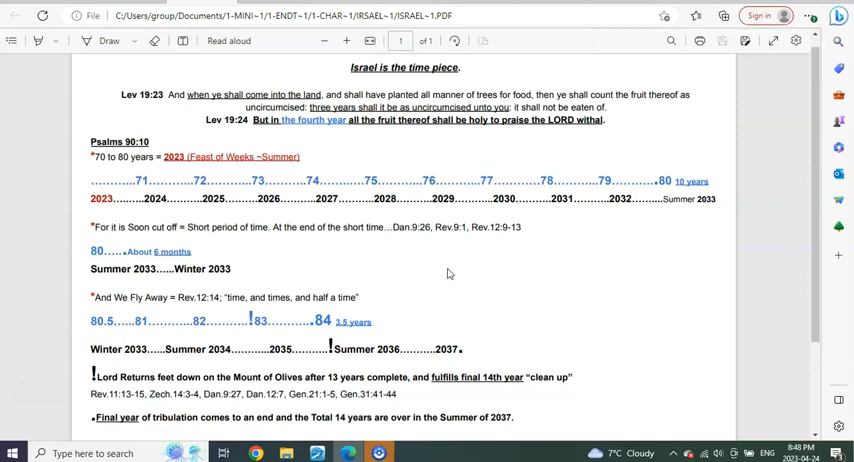 File C:/Users/group/Documents/1-MINI~1/1-ENDT~1/1-CHAR~1/IRSAEL~1/ISRAEL~1.PDF
Sign in
Draw
Read aloud
1 of 1
Israel is the time piece.
Lev 19:23 And when ye shall come into the land, and shall have planted all manner of trees for food, then ye shall count the fruit thereof as
uncircumcised: three years shall it be as uncircumcised unto you: it shall not be eaten of.
Lev 19:24 But in the fourth year all the fruit thereof shall be holy to praise the LORD withal.
Psalms 90:10
*70 to 80 years = 2023 (Feast of Weeks ~Summer)
...........71...........72...........73...........74...........75...........76...........77...........78...........79...........80 10 years
2023........2024.........2025.........2026.........2027.........2028.........2029..........2030..........2031..........2032.........Summer 2033
*For it is Soon cut off = Short period of time. At the end of the short time…Dan.9:26, Rev.9:1, Rev.12:9-13
80…...About 6 months
Summer 2033…...Winter 2033
*And We Fly Away = Rev.12:14; “time, and times, and half a time”
80.5…...81...........82...........!83...........84 3.5 years
Winter 2033…...Summer 2034...........2035...........!Summer 2036.........2037.
!Lord Returns feet down on the Mount of Olives after 13 years complete, and fulfills final 14th year “clean up”
Rev.11:13-15, Zech.14:3-4, Dan.9:27, Dan.12:7, Gen.21:1-5, Gen.31:41-44
.Final year of tribulation comes to an end and the Total 14 years are over in the Summer of 2037.
Type here to search
7°C Cloudy
ENG
8:48 PM
2023-04-24